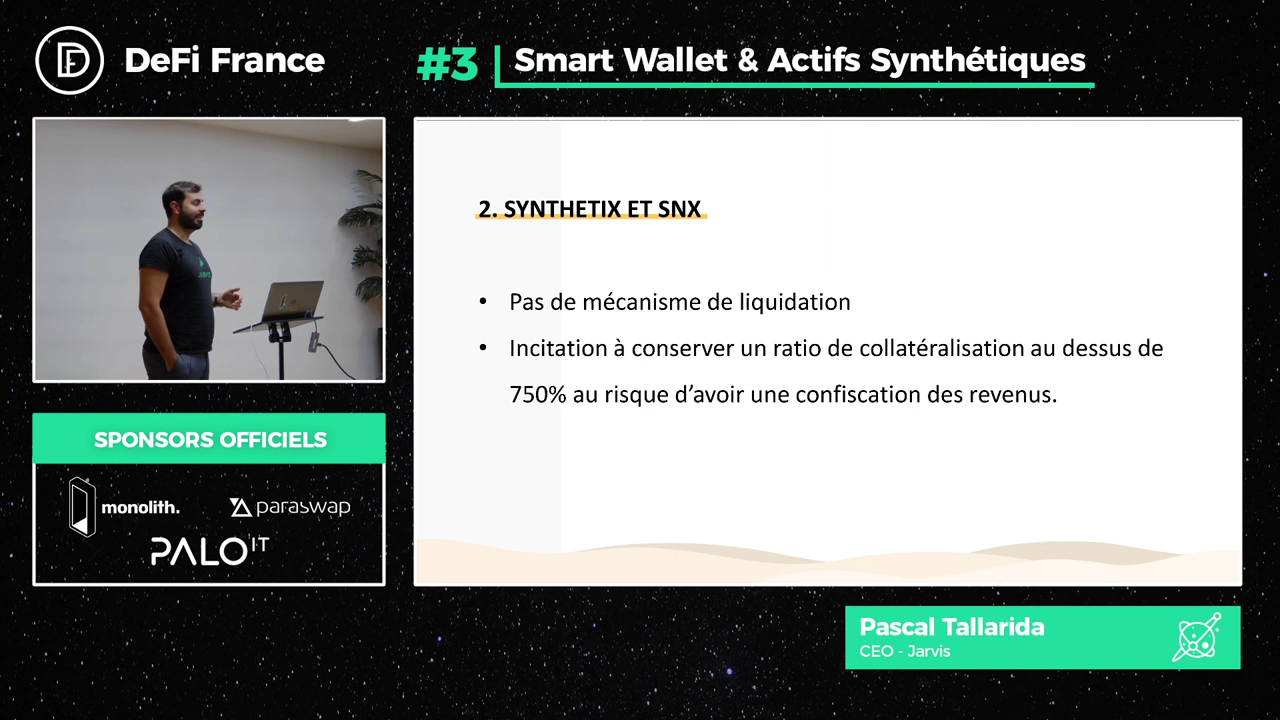 DeFi France
#3
Smart Wallet & Actifs Synthétiques
2. SYNTHETIX ET SNX
• Pas de mécanisme de liquidation
• Incitation à conserver un ratio de collatéralisation au dessus de
750% au risque d’avoir une confiscation des revenus.
SPONSORS OFFICIELS
monolith.
paraswap
PALO IT
Pascal Tallarida
CEO - Jarvis